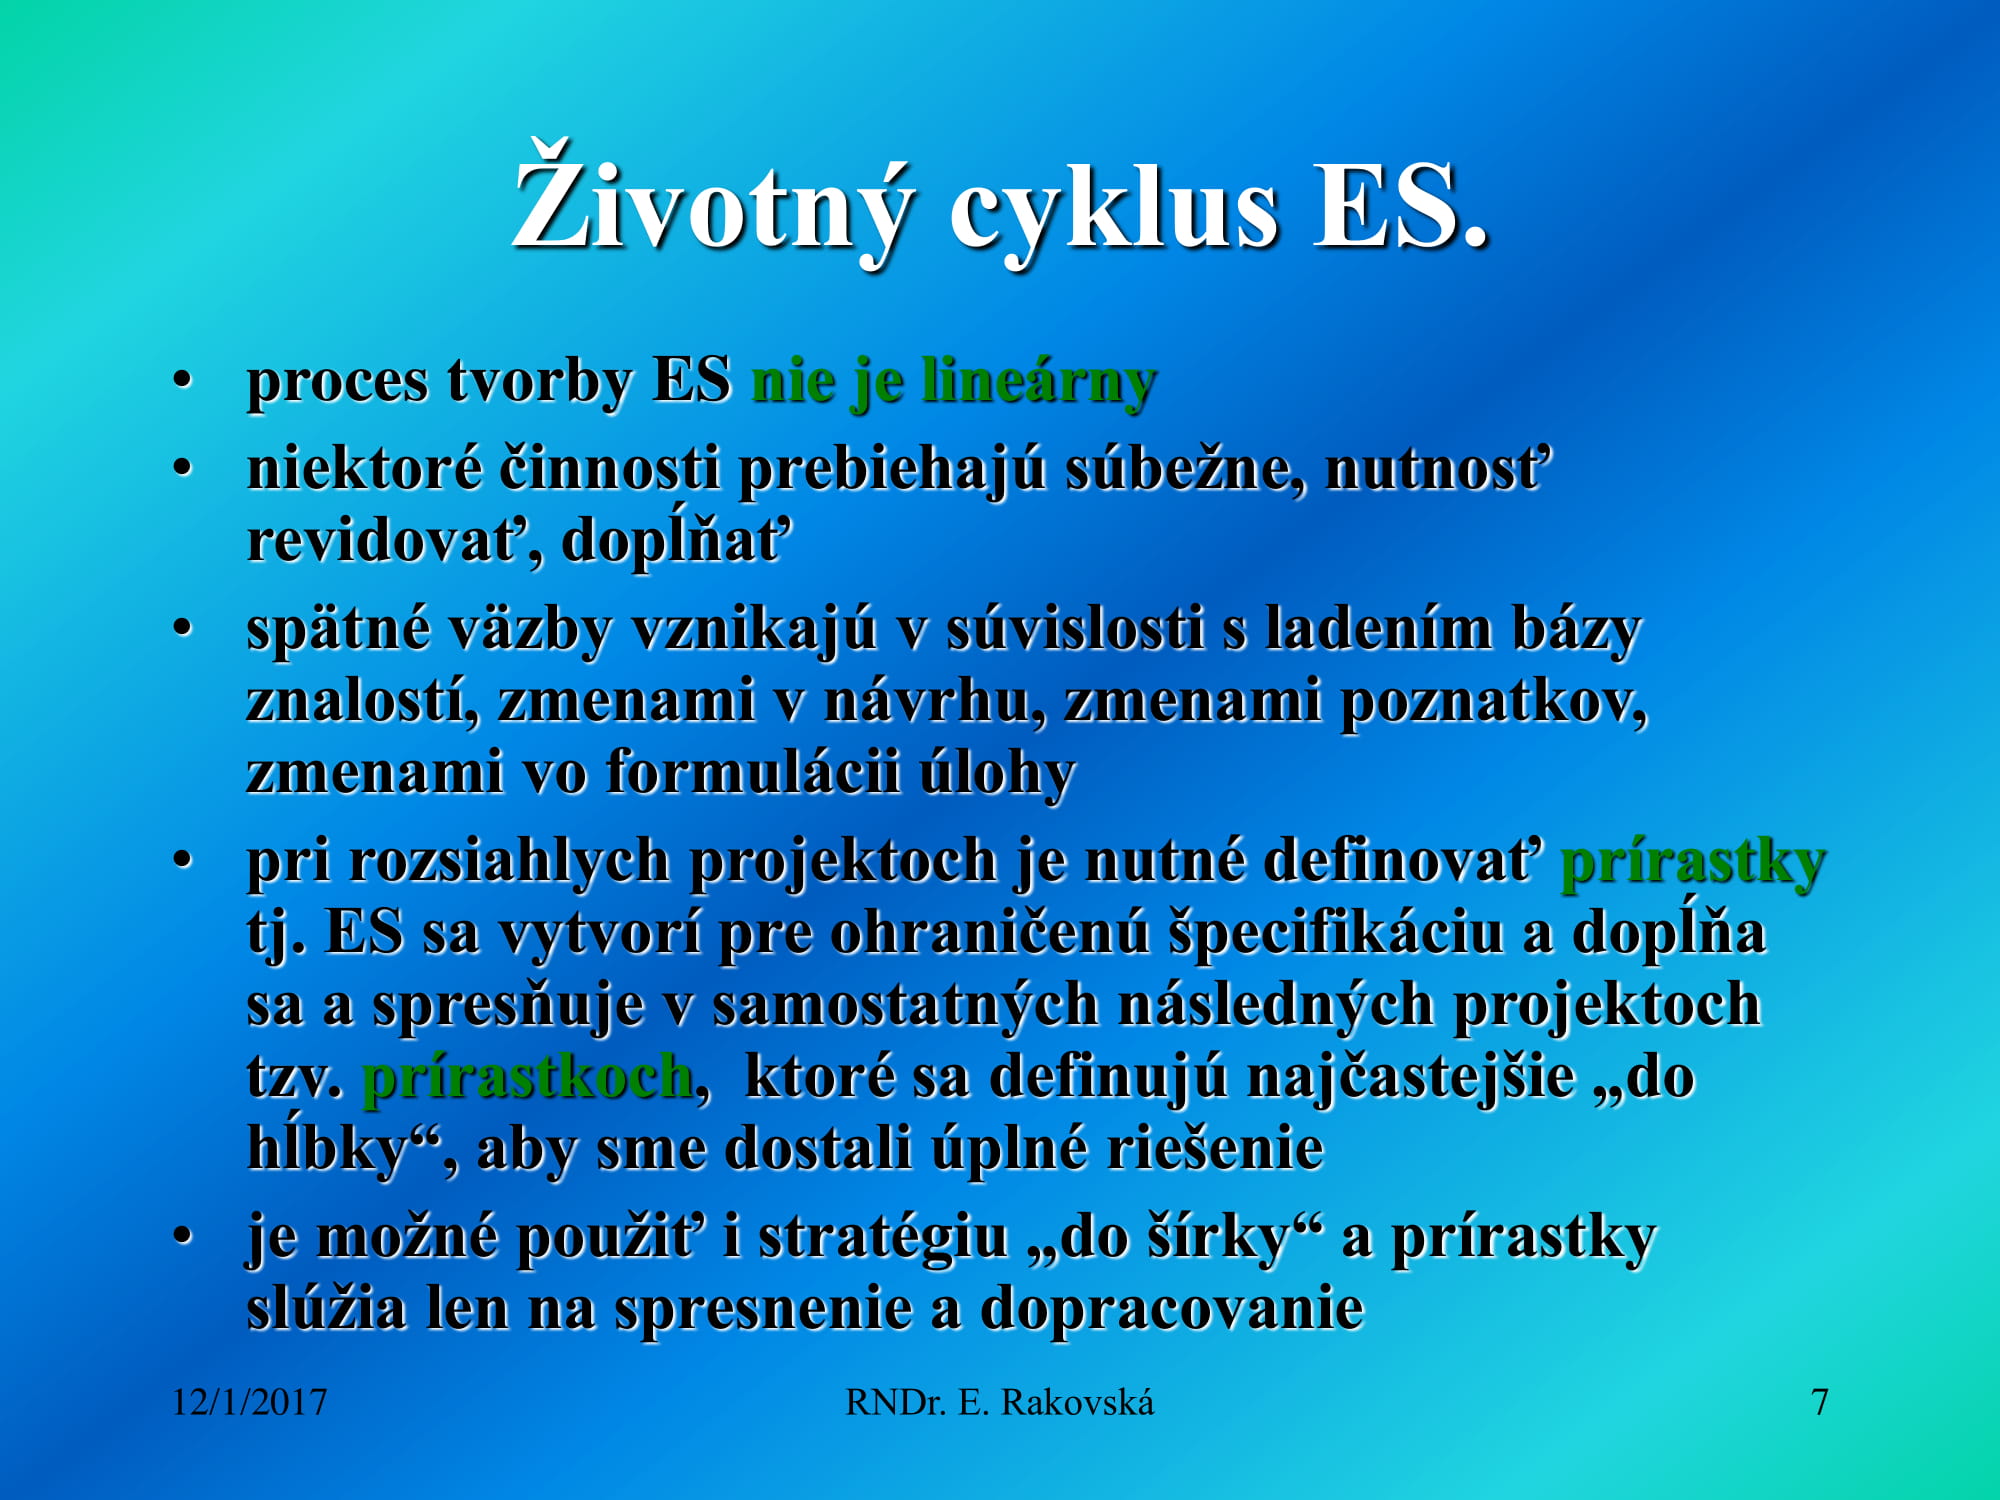 Životný cyklus ES.
• proces tvorby ES nie je lineárny
• niektoré činnosti prebiehajú súbežne, nutnosť
revidovať, dopĺňať
• spätné väzby vznikajú v súvislosti s ladením bázy
znalostí, zmenami v návrhu, zmenami poznatkov,
zmenami vo formulácii úlohy
• pri rozsiahlych projektoch je nutné definovať prírastky
tj. ES sa vytvorí pre ohraničenú špecifikáciu a dopĺňa
sa a spresňuje v samostatných následných projektoch
tzv. prírastkoch, ktoré sa definujú najčastejšie „do
hĺbky“, aby sme dostali úplné riešenie
• je možné použiť i stratégiu „do šírky“ a prírastky
slúžia len na spresnenie a dopracovanie
12/1/2017 RNDr. E. Rakovská 7